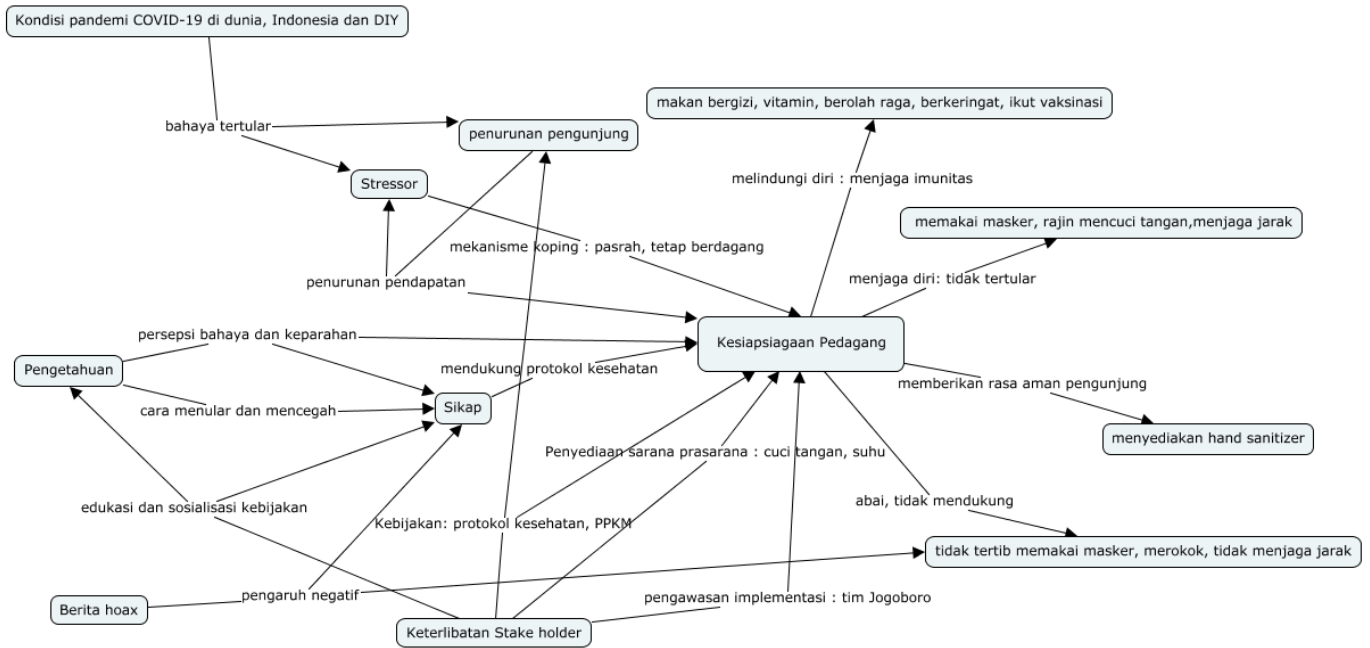 Kondisi pandemi COVID-19 di dunia, Indonesia dan DIY
makan bergizi, vitamin, berolah raga, berkeringat, ikut vaksinasi
bahaya tertular
penurunan pengunjung
melindungi diri : menjaga imunitas
Stressor
memakai masker, rajin mencuci tangan,menjaga jarak
mekanisme koping : pasrah, tetap berdagang
menjaga diri: tidak tertular
penurunan pendapatan
persepsi bahaya dan keparahan
Kesiapsiagaan Pedagang
Pengetahuan
mendukung protokol kesehatan
memberikan rasa aman pengunjung
cara menular dan mencegah
Sikap
menyediakan hand sanitizer
Penyediaan sarana prasarana : cuci tangan, suhu
abai, tidak mendukung
edukasi dan sosialisasi kebijakan
Kebijakan: protokol kesehatan, PPKM
tidak tertib memakai masker, merokok, tidak menjaga jarak
pengaruh negatif
pengawasan implementasi : tim Jogoboro
Berita hoax
Keterlibatan Stake holder